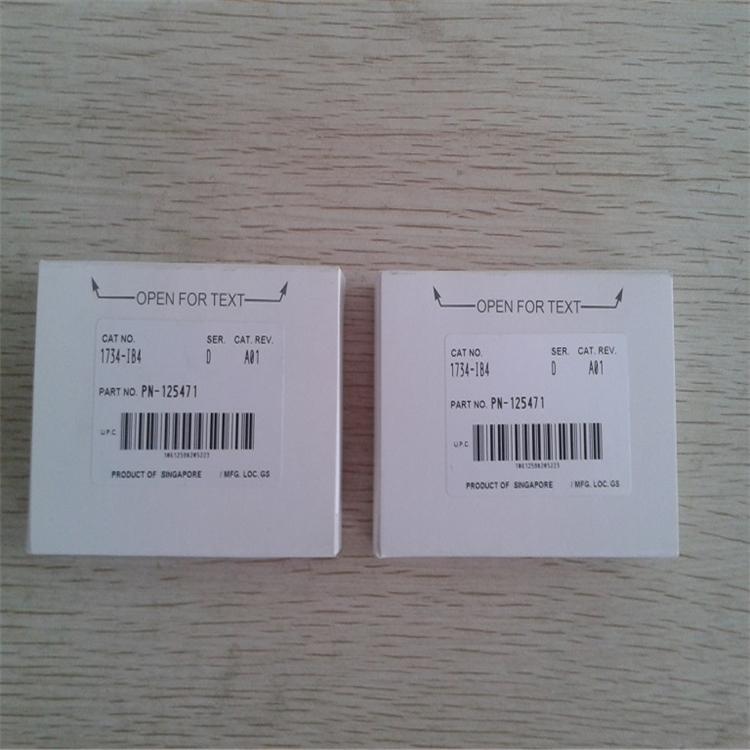 OPEN FOR TEXT
CAT NO. SER. CAT. REV.
1734-IB4 D A01
PART NO. PN-125471
U.P.C.
PRODUCT OF SINGAPORE / MFG. LOC. GS
OPEN FOR TEXT
CAT NO. SER. CAT. REV.
1734-IB4 D A01
PART NO. PN-125471
U.P.C.
PRODUCT OF SINGAPORE / MFG. LOC. GS